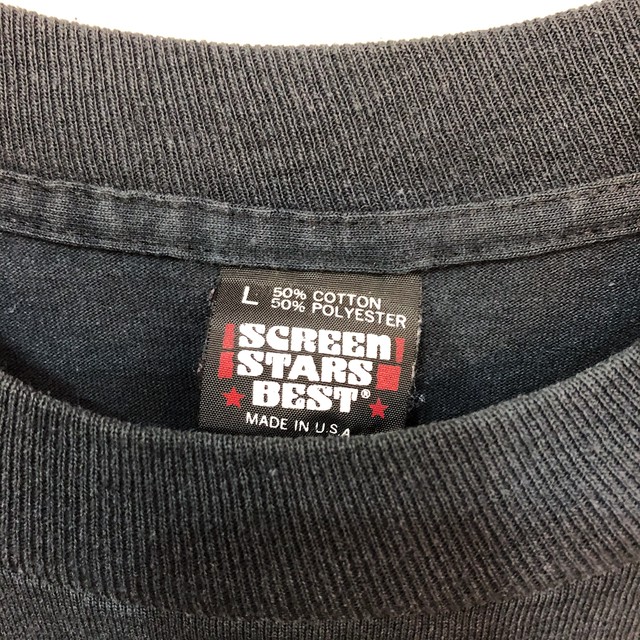 L 50% COTTON
50% POLYESTER
SCREEN
STARS
BEST®
MADE IN U.S.A